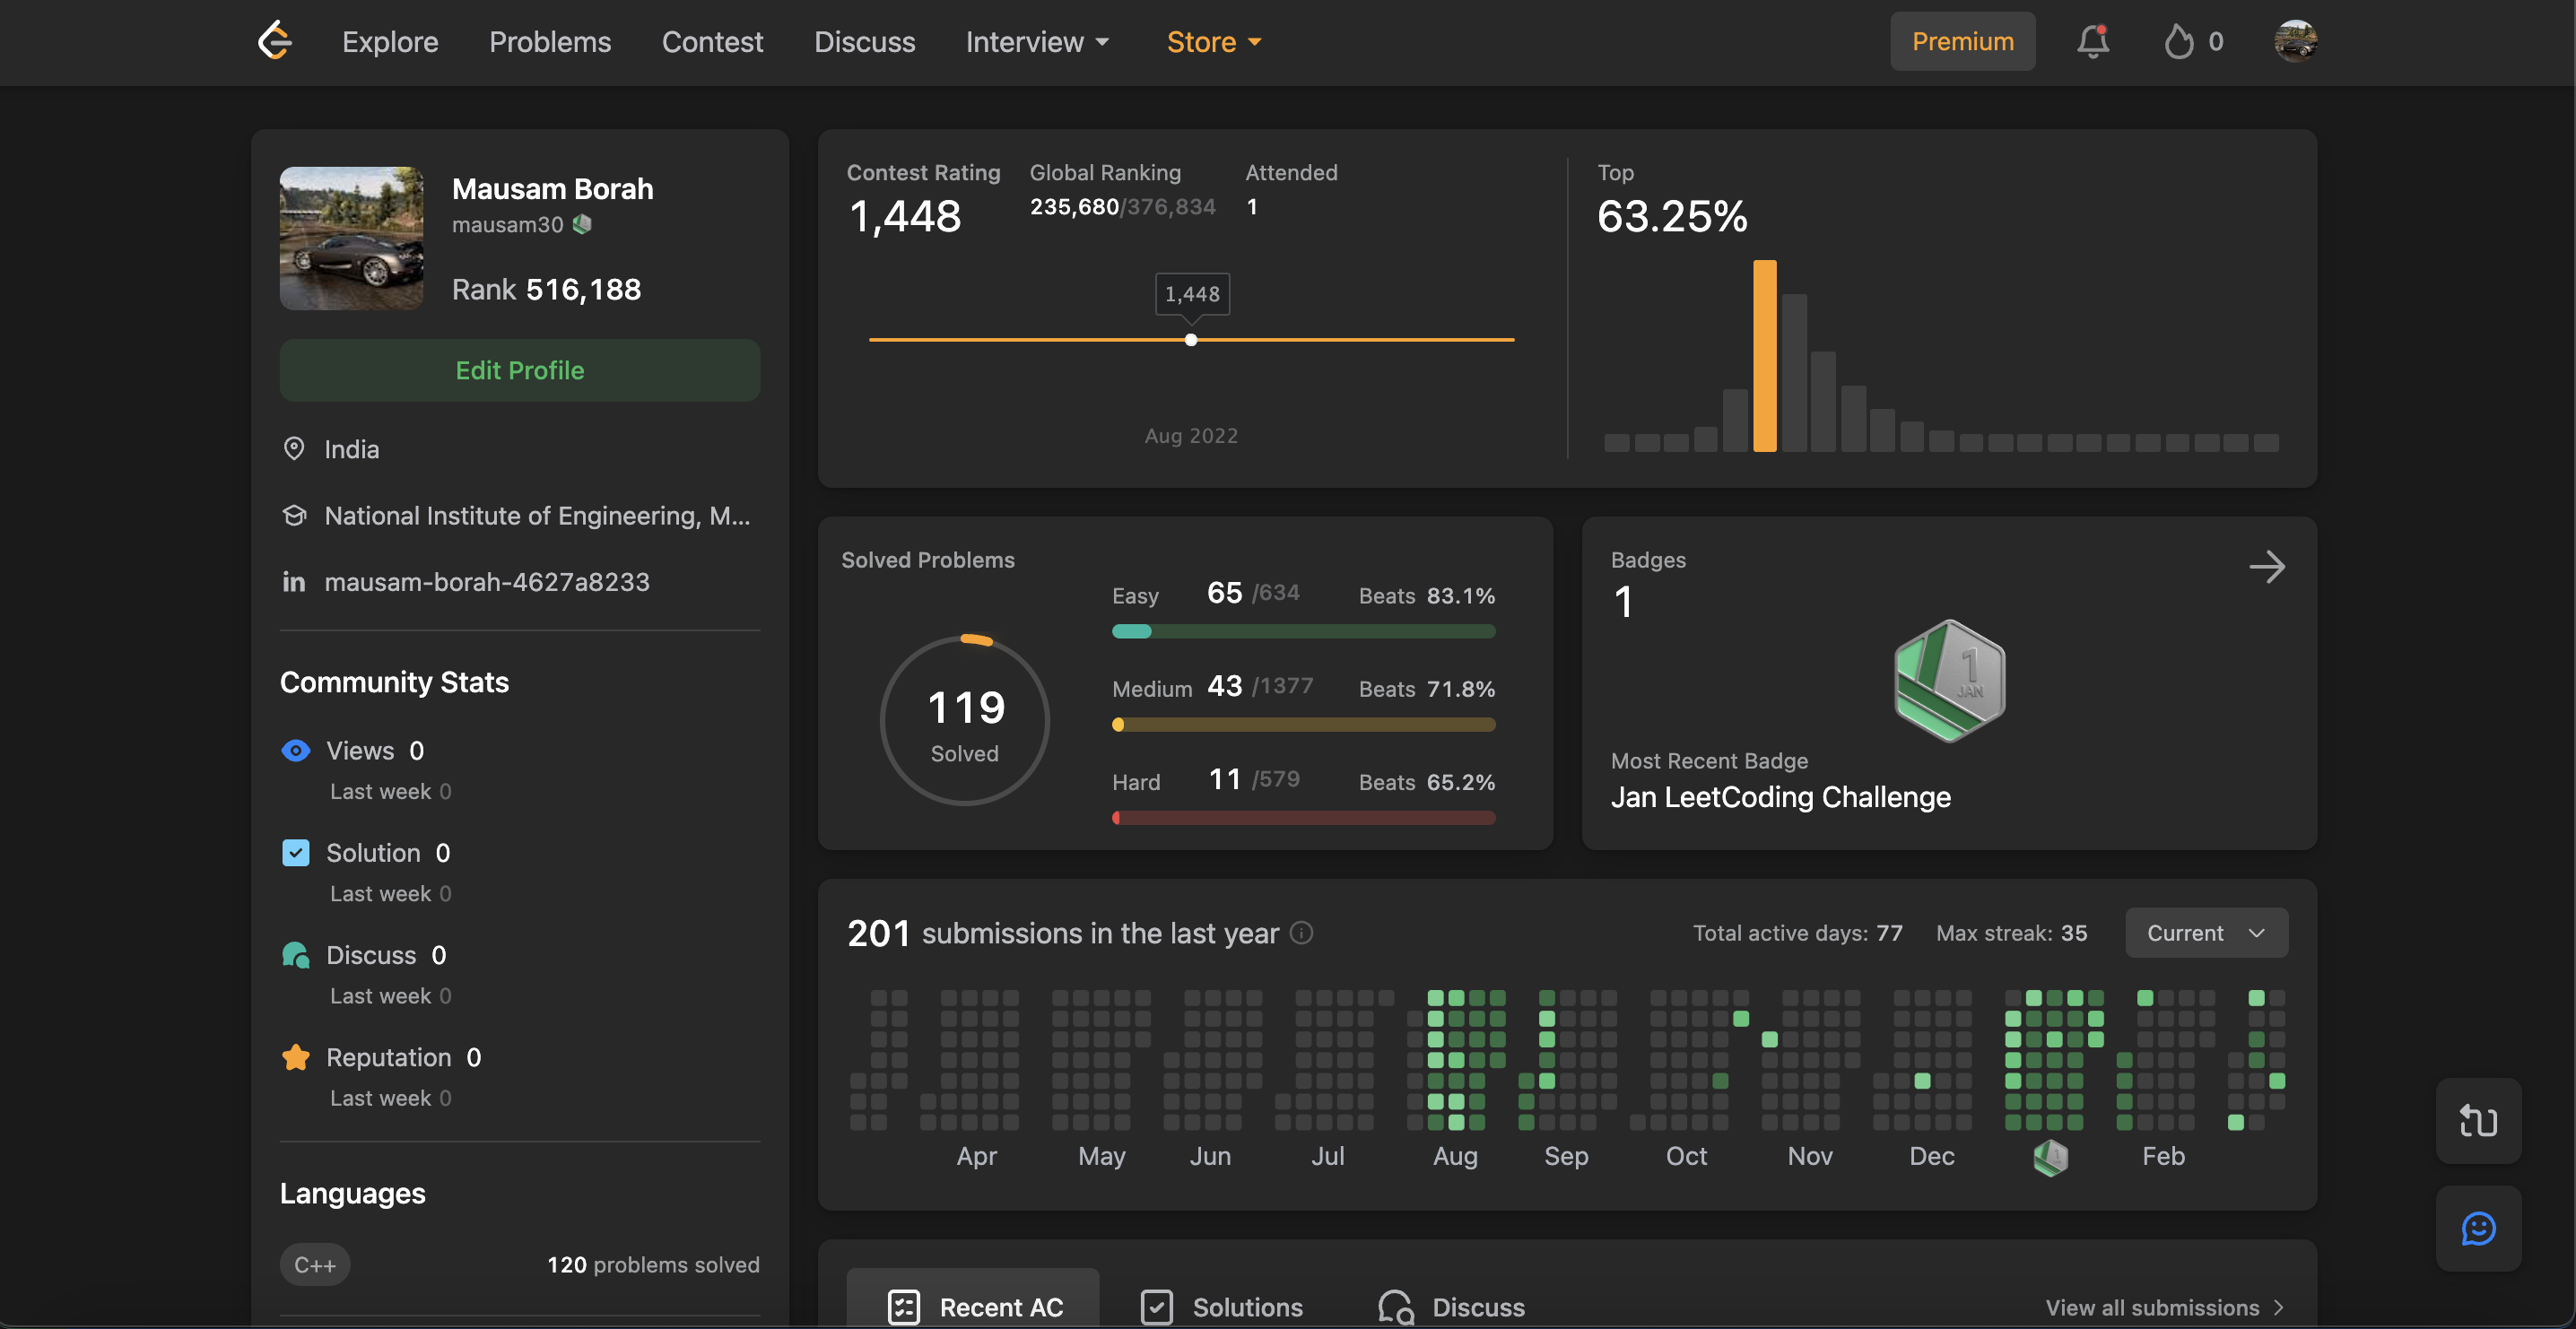 Explore Problems Contest Discuss Interview Store Premium 0
Mausam Borah
mausam30
Rank 516,188
Edit Profile
India
National Institute of Engineering, M...
in mausam-borah-4627a8233
Community Stats
Views 0
Last week 0
Solution 0
Last week 0
Discuss 0
Last week 0
Reputation 0
Last week 0
Languages
C++ 120 problems solved
Contest Rating Global Ranking Attended
1,448 235,680/376,834 1
1,448
Aug 2022
Top
63.25%
Solved Problems
119
Solved
Easy 65 /634 Beats 83.1%
Medium 43 /1377 Beats 71.8%
Hard 11 /579 Beats 65.2%
Badges
1
1
JAN
Most Recent Badge
Jan LeetCoding Challenge
201 submissions in the last year Total active days: 77 Max streak: 35 Current
Apr May Jun Jul Aug Sep Oct Nov Dec Feb
Recent AC Solutions Discuss View all submissions >